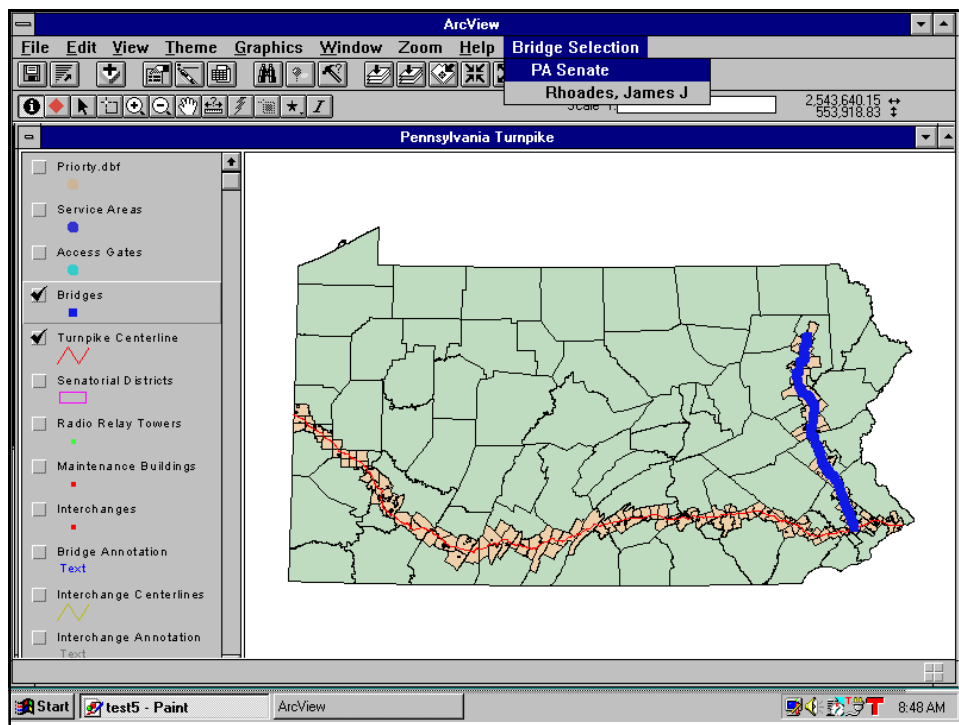 ArcView
File Edit View Theme Graphics Window Zoom Help Bridge Selection
PA Senate
Rhoades, James J
2,543,640.15
553,918.83
Pennsylvania Turnpike
Priorty.dbf
Service Areas
Access Gates
Bridges
Turnpike Centerline
Senatorial Districts
Radio Relay Towers
Maintenance Buildings
Interchanges
Bridge Annotation
Text
Interchange Centerlines
Interchange Annotation
Text
Start test5 - Paint ArcView 8:48 AM